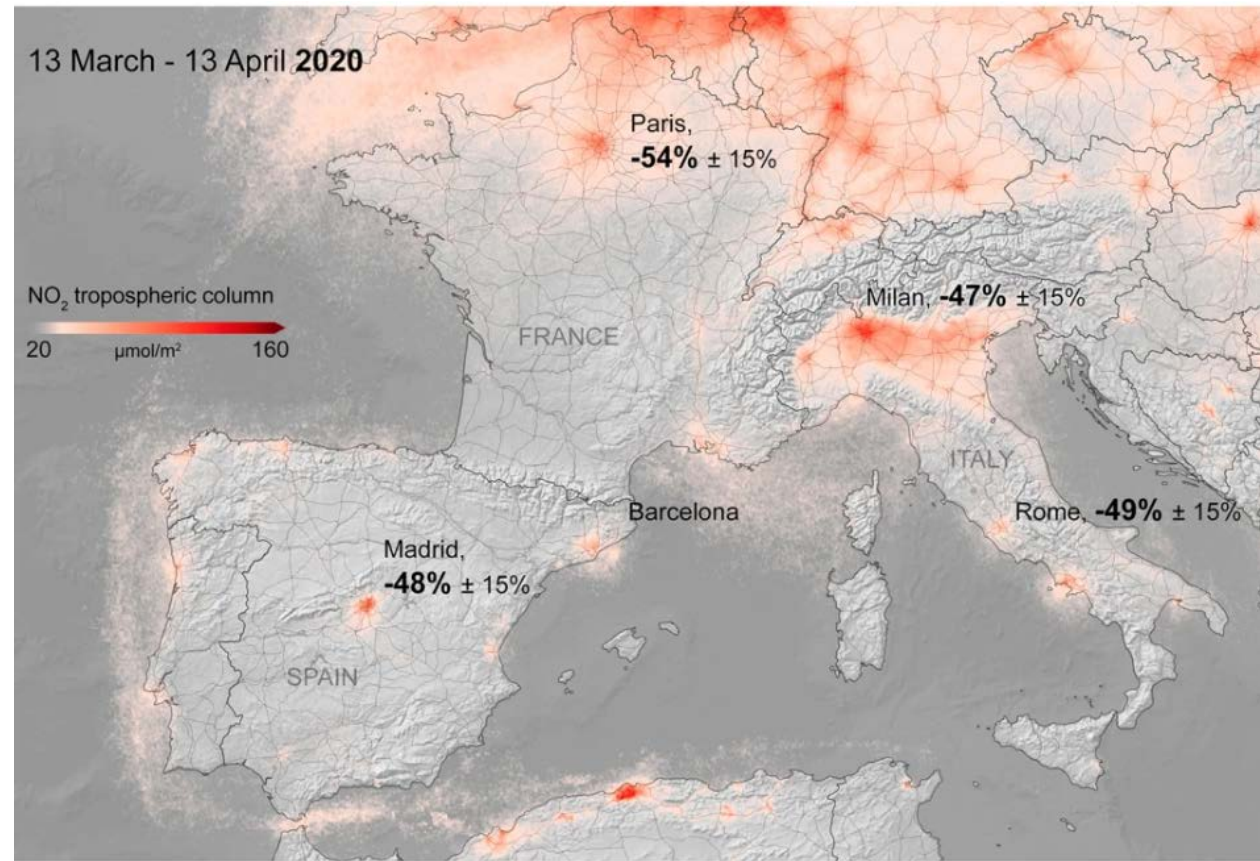 13 March - 13 April 2020
Paris,
-54% ± 15%
NO₂ tropospheric column
20 µmol/m² 160
Milan, -47% ± 15%
FRANCE
ITALY
Barcelona
Rome, -49% ± 15%
Madrid,
-48% ± 15%
SPAIN